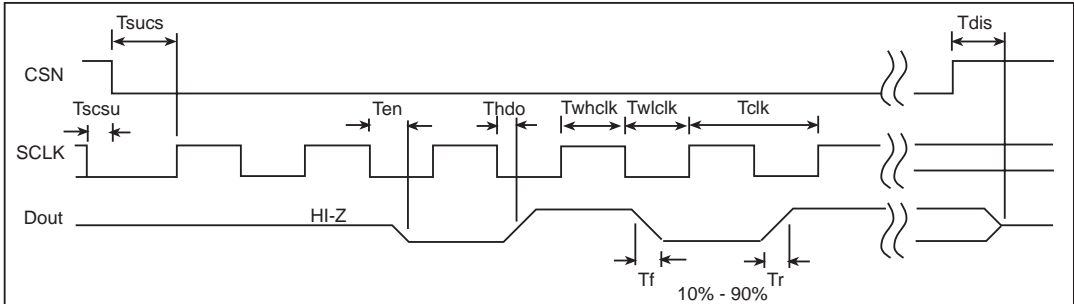 Tsucs
Tdis
CSN
Tscsu
Ten
Thdo
Twhclk
Twlclk
Tclk
SCLK
Dout
HI-Z
Tf
Tr
10% - 90%